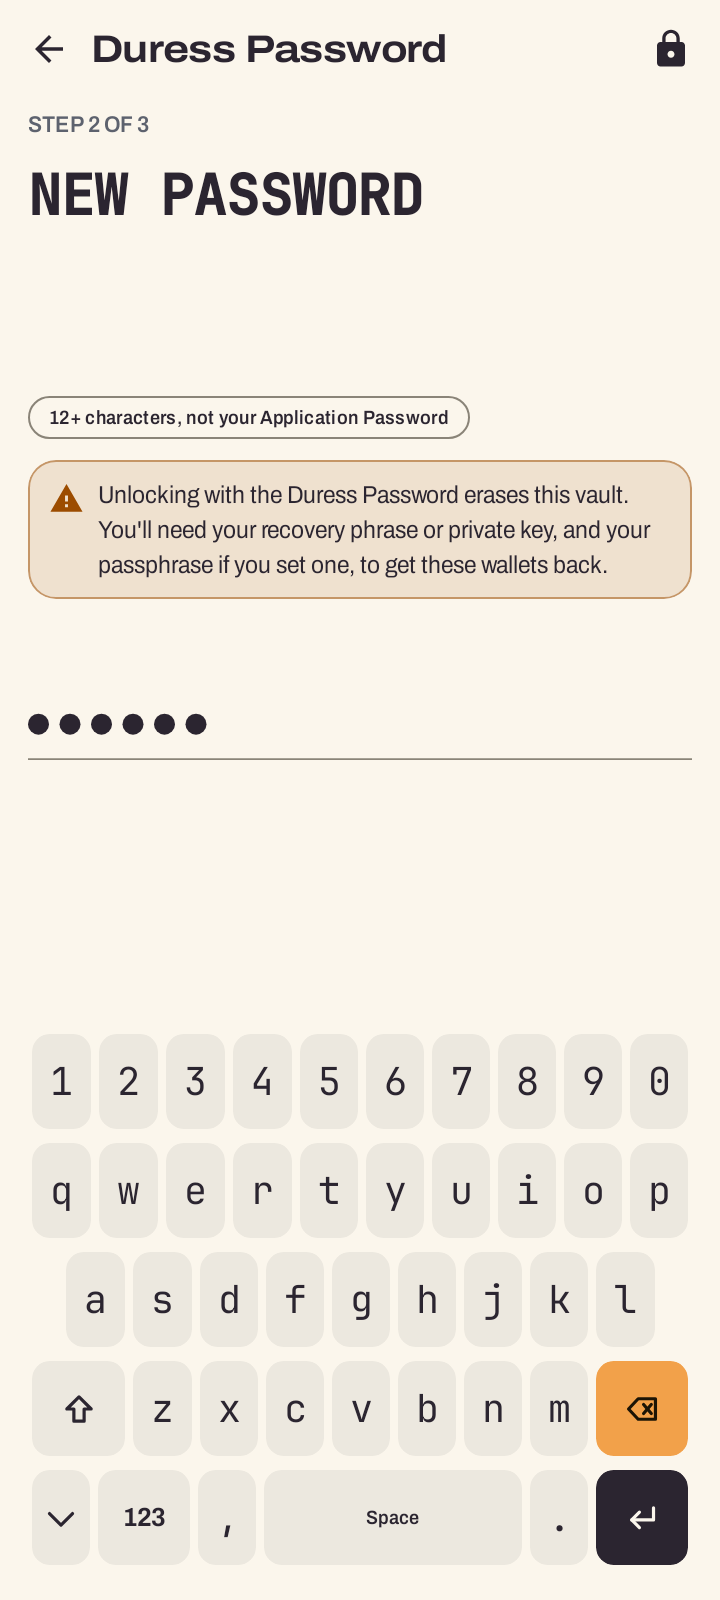 Duress Password
STEP 2 OF 3
NEW PASSWORD
12+ characters, not your Application Password
Unlocking with the Duress Password erases this vault.
You'll need your recovery phrase or private key, and your
passphrase if you set one, to get these wallets back.
1 2 3 4 5 6 7 8 9 0
q w e r t y u i o p
a s d f g h j k l
z x c v b n m
123 , Space .